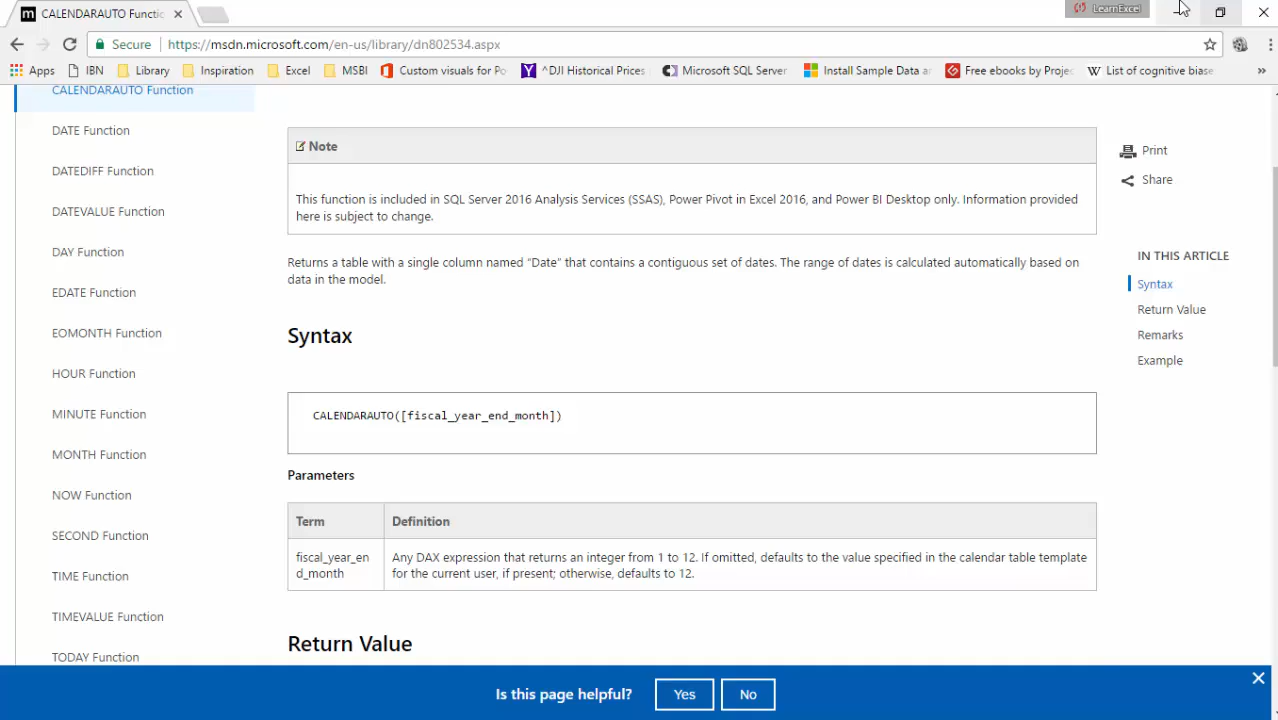 m CALENDARAUTO Functio
LearnExcel
Secure https://msdn.microsoft.com/en-us/library/dn802534.aspx
Apps IBN Library Inspiration Excel MSBI Custom visuals for Po ^DJI Historical Prices Microsoft SQL Server Install Sample Data a Free ebooks by Projec W List of cognitive biase »
CALENDARAUTO Function
DATE Function
DATEDIFF Function
DATEVALUE Function
DAY Function
EDATE Function
EOMONTH Function
HOUR Function
MINUTE Function
MONTH Function
NOW Function
SECOND Function
TIME Function
TIMEVALUE Function
TODAY Function
Note
This function is included in SQL Server 2016 Analysis Services (SSAS), Power Pivot in Excel 2016, and Power BI Desktop only. Information provided
here is subject to change.
Returns a table with a single column named “Date” that contains a contiguous set of dates. The range of dates is calculated automatically based on
data in the model.
Syntax
CALENDARAUTO([fiscal_year_end_month])
Parameters
Term Definition
fiscal_year_en Any DAX expression that returns an integer from 1 to 12. If omitted, defaults to the value specified in the calendar table template
d_month for the current user, if present; otherwise, defaults to 12.
Return Value
Print
Share
IN THIS ARTICLE
Syntax
Return Value
Remarks
Example
Is this page helpful? Yes No